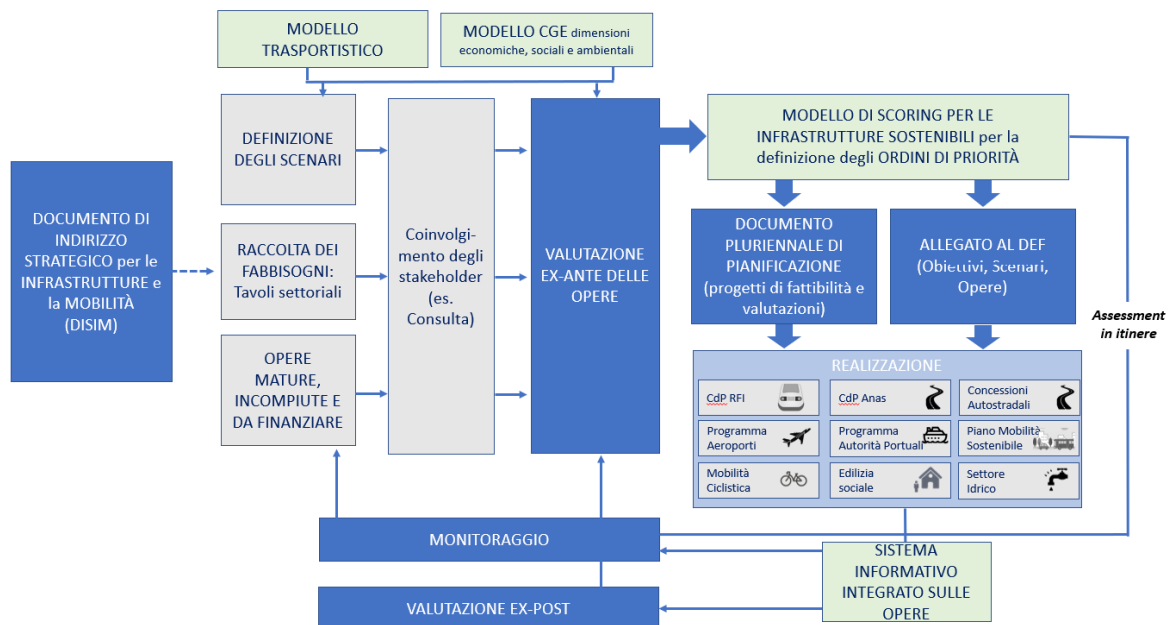 MODELLO
TRASPORTISTICO
MODELLO CGE dimensioni
economiche, sociali e ambientali
DEFINIZIONE
DEGLI SCENARI
MODELLO DI SCORING PER LE
INFRASTRUTTURE SOSTENIBILI per la
definizione degli ORDINI DI PRIORITÀ
DOCUMENTO DI
INDIRIZZO
STRATEGICO per le
INFRASTRUTTURE e
la MOBILITÀ
(DISIM)
RACCOLTA DEI
FABBISOGNI:
Tavoli settoriali
Coinvolgi-
mento degli
stakeholder
(es.
Consulta)
VALUTAZIONE
EX-ANTE DELLE
OPERE
DOCUMENTO
PLURIENNALE DI
PIANIFICAZIONE
(progetti di fattibilità e
valutazioni)
ALLEGATO AL DEF
(Obiettivi, Scenari,
Opere)
Assessment
in itinere
OPERE
MATURE,
INCOMPIUTE E
DA FINANZIARE
REALIZZAZIONE
CdP RFI
CdP Anas
Concessioni
Autostradali
Programma
Aeroporti
Programma
Autorità Portuali
Piano Mobilità
Sostenibile
Mobilità
Ciclistica
Edilizia
sociale
Settore
Idrico
MONITORAGGIO
SISTEMA
INFORMATIVO
INTEGRATO SULLE
OPERE
VALUTAZIONE EX-POST